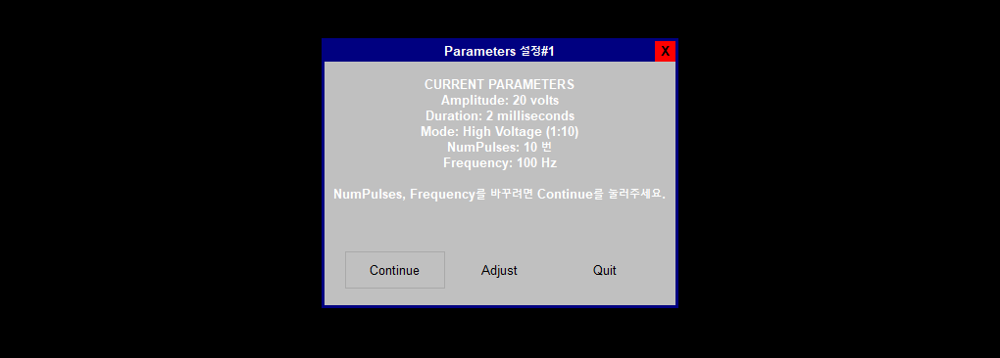 Parameters 설정#1
X
CURRENT PARAMETERS
Amplitude: 20 volts
Duration: 2 milliseconds
Mode: High Voltage (1:10)
NumPulses: 10 번
Frequency: 100 Hz
NumPulses, Frequency를 바꾸려면 Continue를 눌러주세요.
Continue
Adjust
Quit